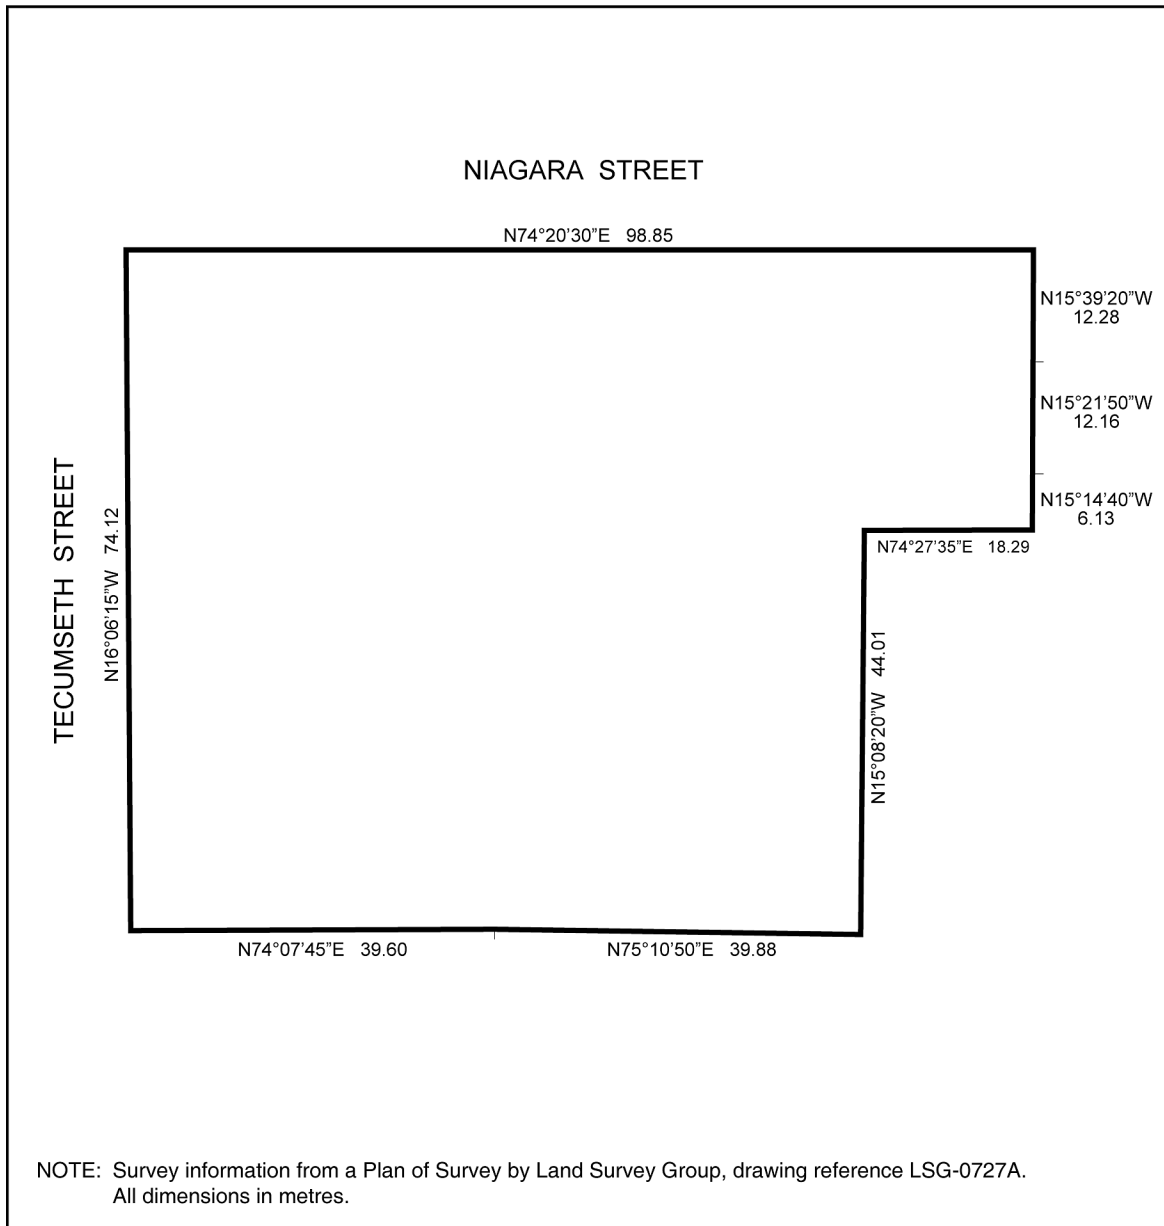 NIAGARA STREET
N74°20’30”E 98.85
N15°39’20”W
12.28
N15°21’50”W
12.16
N15°14’40”W
6.13
N74°27’35”E 18.29
TECUMSETH STREET
N16°06’15”W 74.12
N15°08’20”W 44.01
N74°07’45”E 39.60
N75°10’50”E 39.88
NOTE: Survey information from a Plan of Survey by Land Survey Group, drawing reference LSG-0727A.
All dimensions in metres.